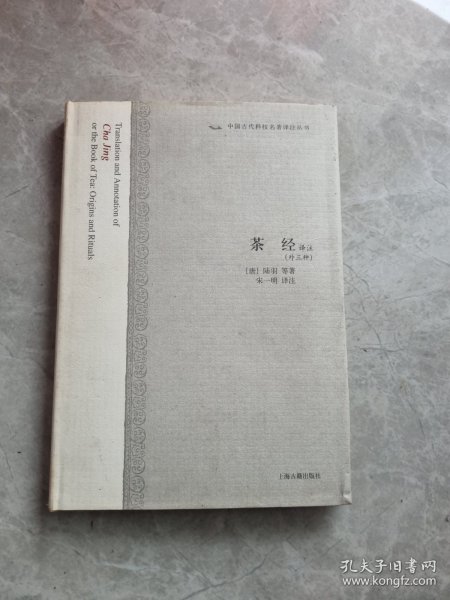 中国古代科技名著译注丛书
茶 经 译注
(外三种)
[唐] 陆羽 等著
宋一明 译注
上海古籍出版社
Translation and Annotation of
Cha Jing
or the Book of Tea: Origins and Rituals
孔夫子旧书网
www.kongfz.com